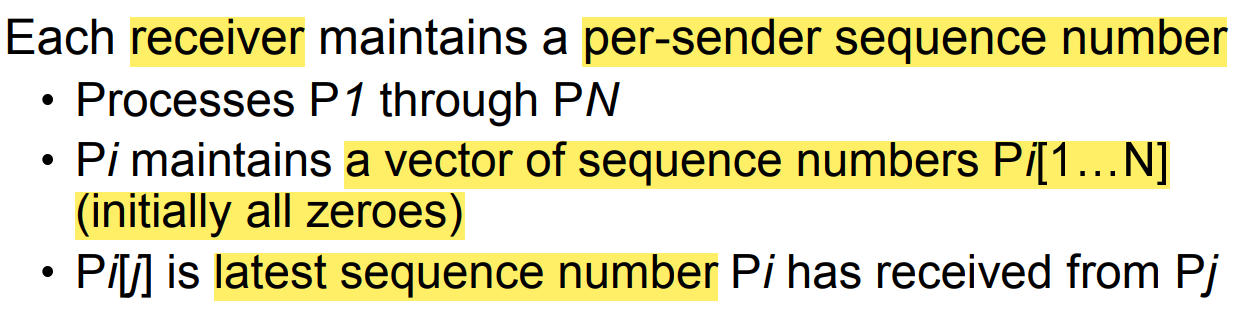 Each receiver maintains a per-sender sequence number
• Processes P1 through PN
• Pi maintains a vector of sequence numbers Pi[1…N]
(initially all zeroes)
• Pi[j] is latest sequence number Pi has received from Pj